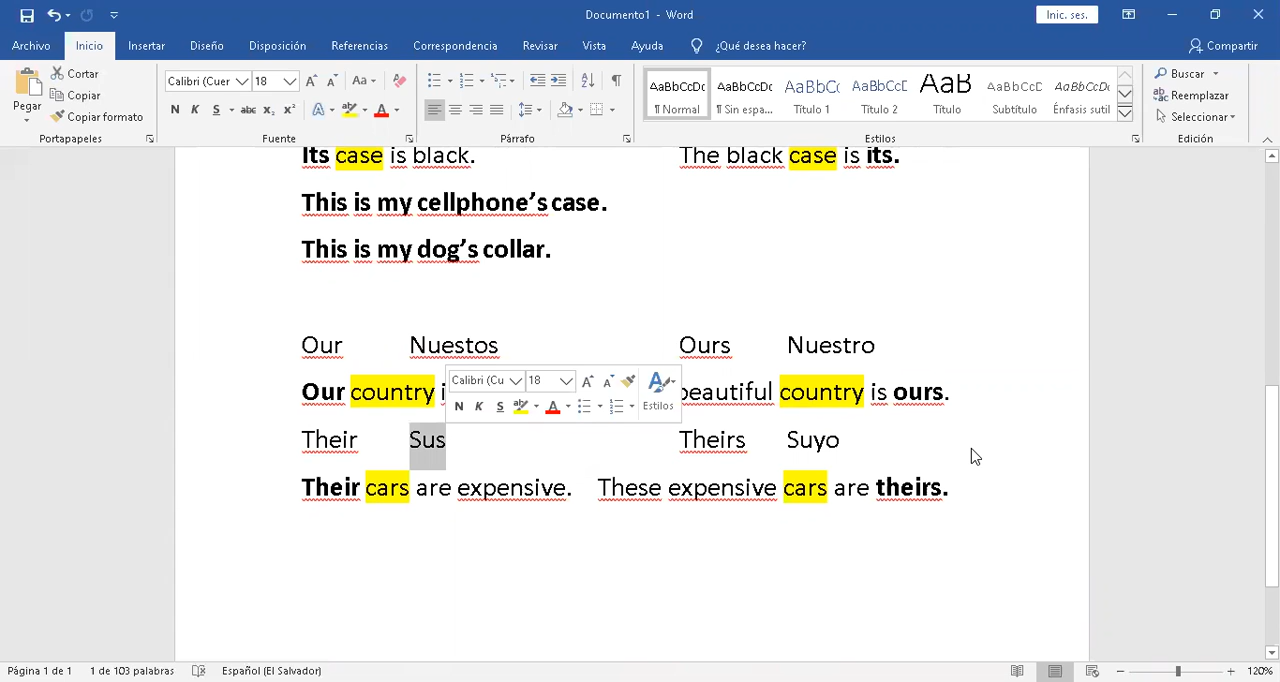 Documento1 - Word
Inic. ses.
Archivo Inicio Insertar Diseño Disposición Referencias Correspondencia Revisar Vista Ayuda ¿Qué desea hacer? Compartir
Pegar
Cortar
Copiar
Copiar formato
Portapapeles
Calibri (Cuer 18
N K S abc x₂ x²
Fuente
Párrafo
AaBbCcDc AaBbCcDc AaBbCc AaBbCcD AaB AaBbCcD AaBbCcDc
¶ Normal ¶ Sin espa... Título 1 Título 2 Título Subtítulo Énfasis sutil
Estilos
Buscar
Reemplazar
Seleccionar
Edición
Its case is black. The black case is its.
This is my cellphone’s case.
This is my dog’s collar.
Our Nuestos Ours Nuestro
Calibri (Cu 18
N K S Estilos
Our country i beautiful country is ours.
Their Sus Theirs Suyo
Their cars are expensive. These expensive cars are theirs.
Página 1 de 1 1 de 103 palabras Español (El Salvador) 120%